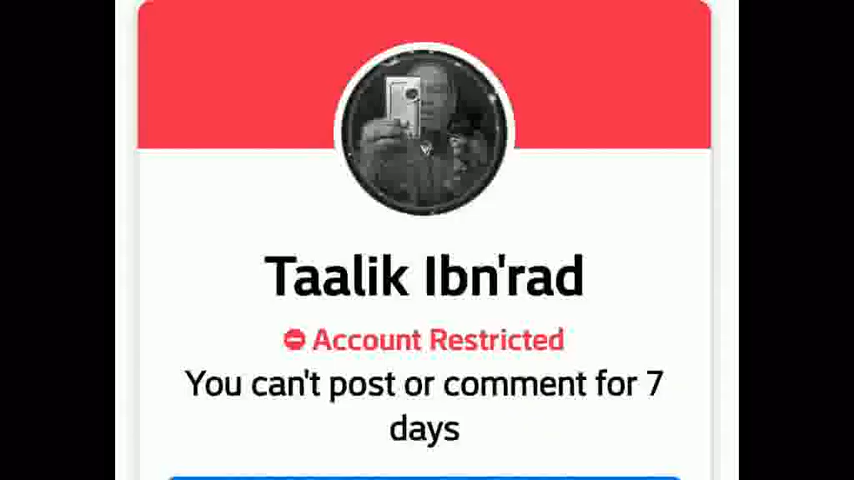 Taalik Ibn'rad
Account Restricted
You can't post or comment for 7
days